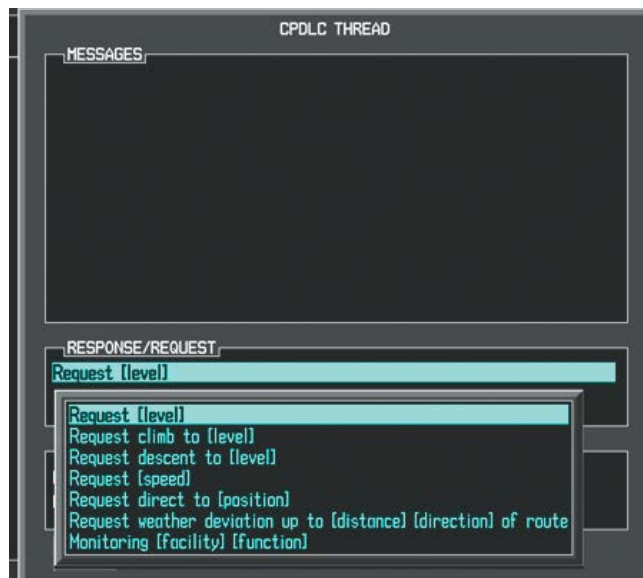 CPDLC THREAD
MESSAGES
RESPONSE/REQUEST
Request [level]
Request [level]
Request climb to [level]
Request descent to [level]
Request [speed]
Request direct to [position]
Request weather deviation up to [distance] [direction] of route
Monitoring [facility] [function]